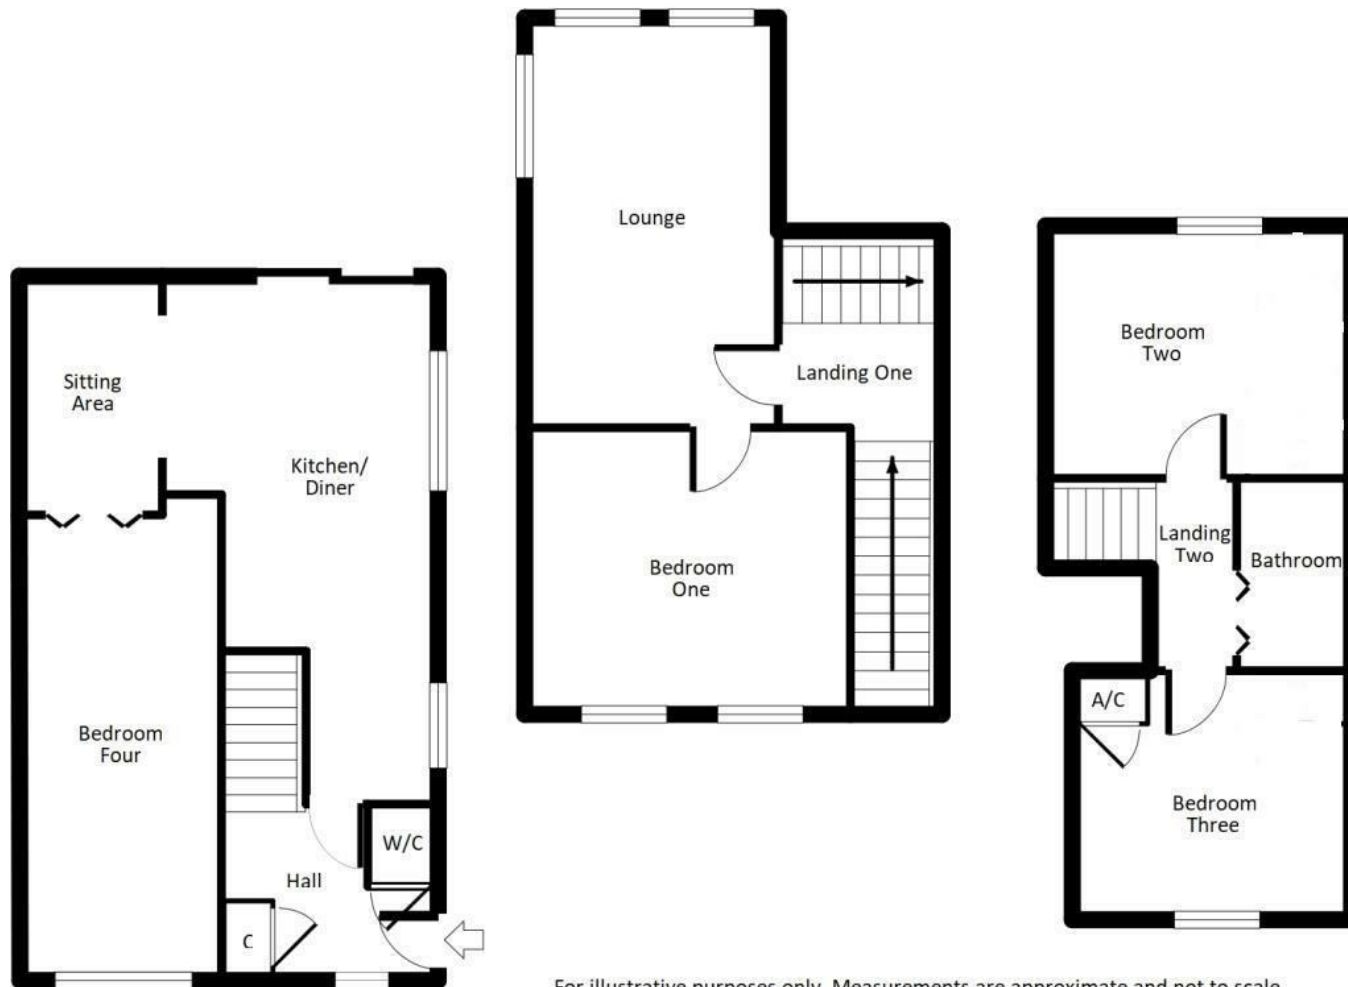 Sitting
Area
Kitchen/
Diner
Bedroom
Four
W/C
Hall
C
Lounge
Landing One
Bedroom
One
Bedroom
Two
Landing
Two
Bathroom
A/C
Bedroom
Three
For illustrative purposes only. Measurements are approximate and not to scale